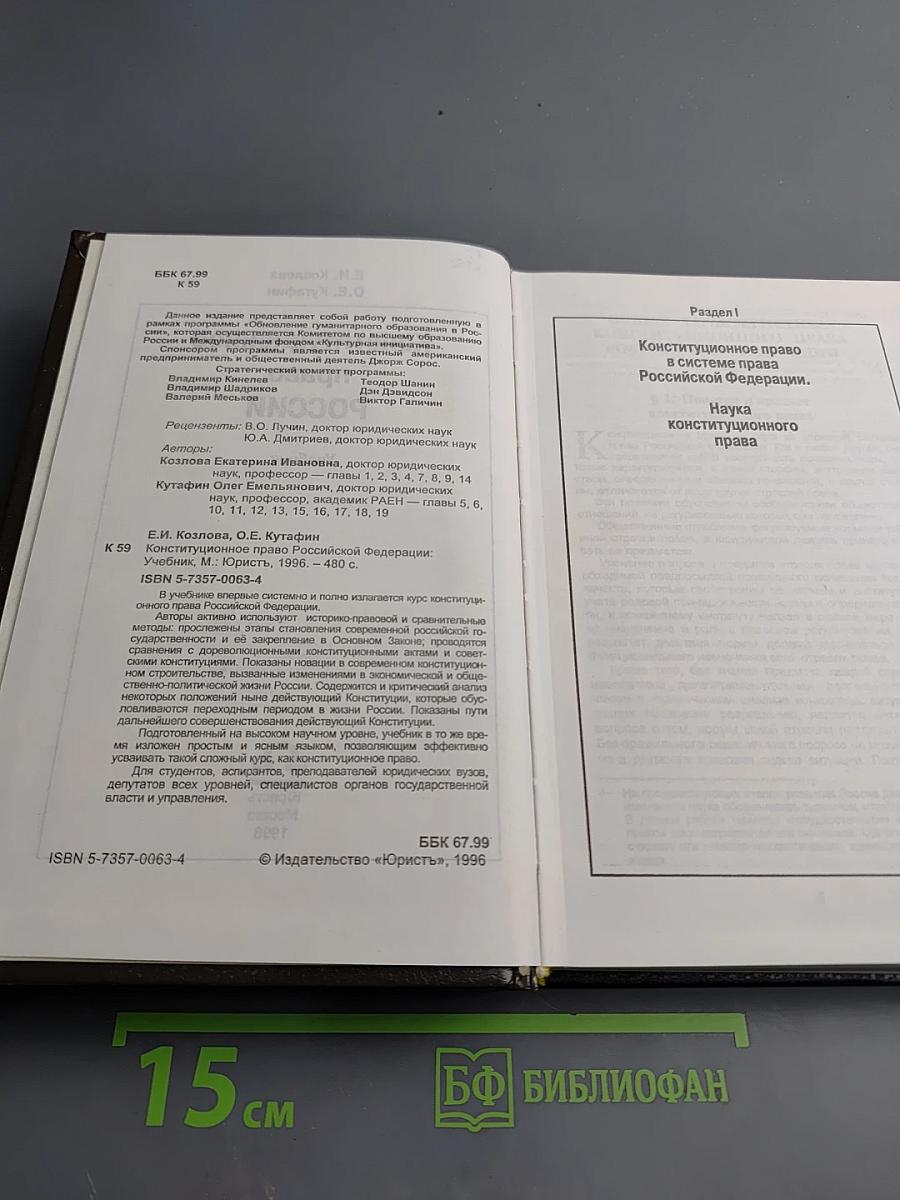 ББК 67.99
К 59
Данное издание представляет собой работу подготовленную в
рамках программы «Обновление гуманитарного образования в Рос-
сии», которая осуществляется Комитетом по высшему образованию
России и Международным фондом «Культурная инициатива».
Спонсором программы является известный американский
предприниматель и общественный деятель Джорж Сорос.
Стратегический комитет программы:
Владимир Кинелев Теодор Шанин
Владимир Шадриков Дэн Дэвидсон
Валерий Меськов Виктор Галичин
Рецензенты: В.О. Лучин, доктор юридических наук
Ю.А. Дмитриев, доктор юридических наук
Авторы:
Козлова Екатерина Ивановна, доктор юридических
наук, профессор — главы 1, 2, 3, 4, 7, 8, 9, 14
Кутафин Олег Емельянович, доктор юридических
наук, профессор, академик РАЕН — главы 5, 6,
10, 11, 12, 13, 15, 16, 17, 18, 19
Е.И. Козлова, О.Е. Кутафин
К 59 Конституционное право Российской Федерации:
Учебник, М.: Юристъ, 1996. – 480 с.
ISBN 5-7357-0063-4
В учебнике впервые системно и полно излагается курс конституци-
онного права Российской Федерации.
Авторы активно используют историко-правовой и сравнительные
методы: прослежены этапы становления современной российской го-
сударственности и её закрепление в Основном Законе; проводятся
сравнения с дореволюционными конституционными актами и совет-
скими конституциями. Показаны новации в современном конституцион-
ном строительстве, вызванные изменениями в экономической и обще-
ственно-политической жизни России. Содержится и критический анализ
некоторых положений ныне действующий Конституции, которые обус-
ловливаются переходным периодом в жизни России. Показаны пути
дальнейшего совершенствования действующий Конституции.
Подготовленный на высоком научном уровне, учебник в то же вре-
мя изложен простым и ясным языком, позволяющим эффективно
усваивать такой сложный курс, как конституционное право.
Для студентов, аспирантов, преподавателей юридических вузов,
депутатов всех уровней, специалистов органов государственной
власти и управления.
ББК 67.99
ISBN 5-7357-0063-4 © Издательство «Юристъ», 1996
Раздел I
Конституционное право
в системе права
Российской Федерации.
Наука
конституционного
права
15 см
БФ БИБЛИОФАН